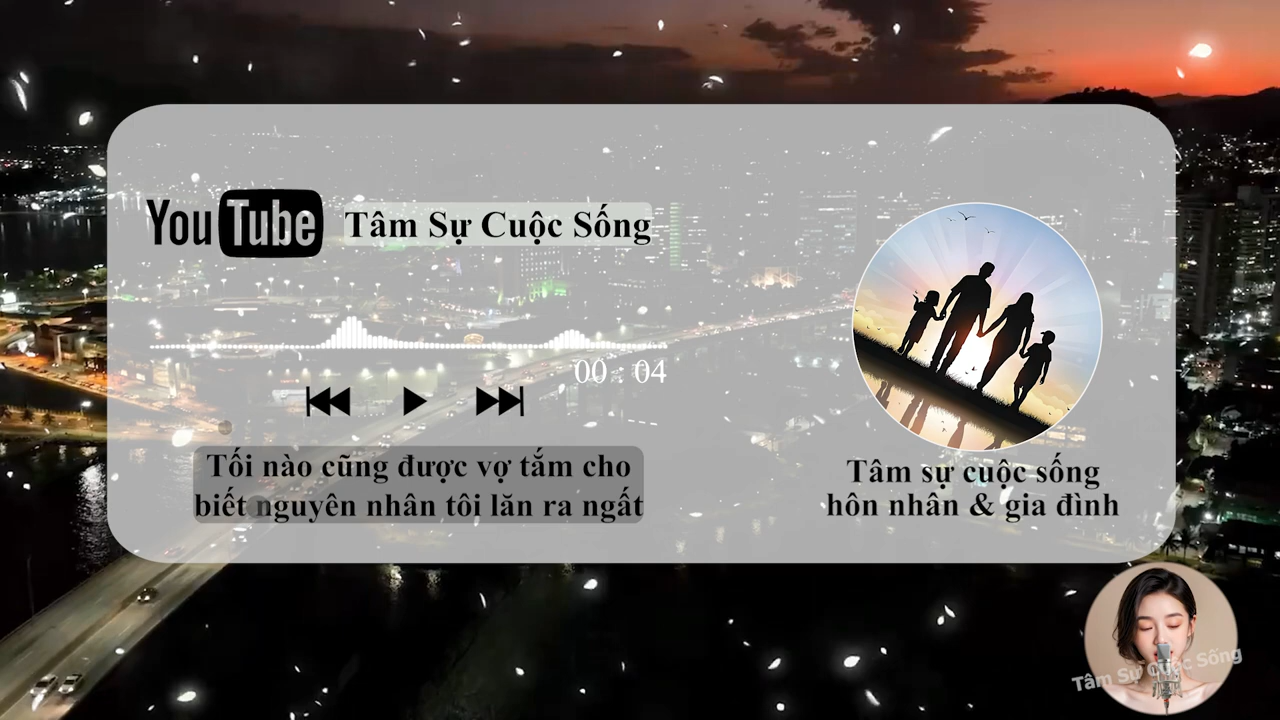 YouTube
Tâm Sự Cuộc Sống
00 : 04
Tối nào cũng được vợ tắm cho
biết nguyên nhân tôi lăn ra ngất
Tâm sự cuộc sống
hôn nhân & gia đình
Tâm Sự Cuộc Sống